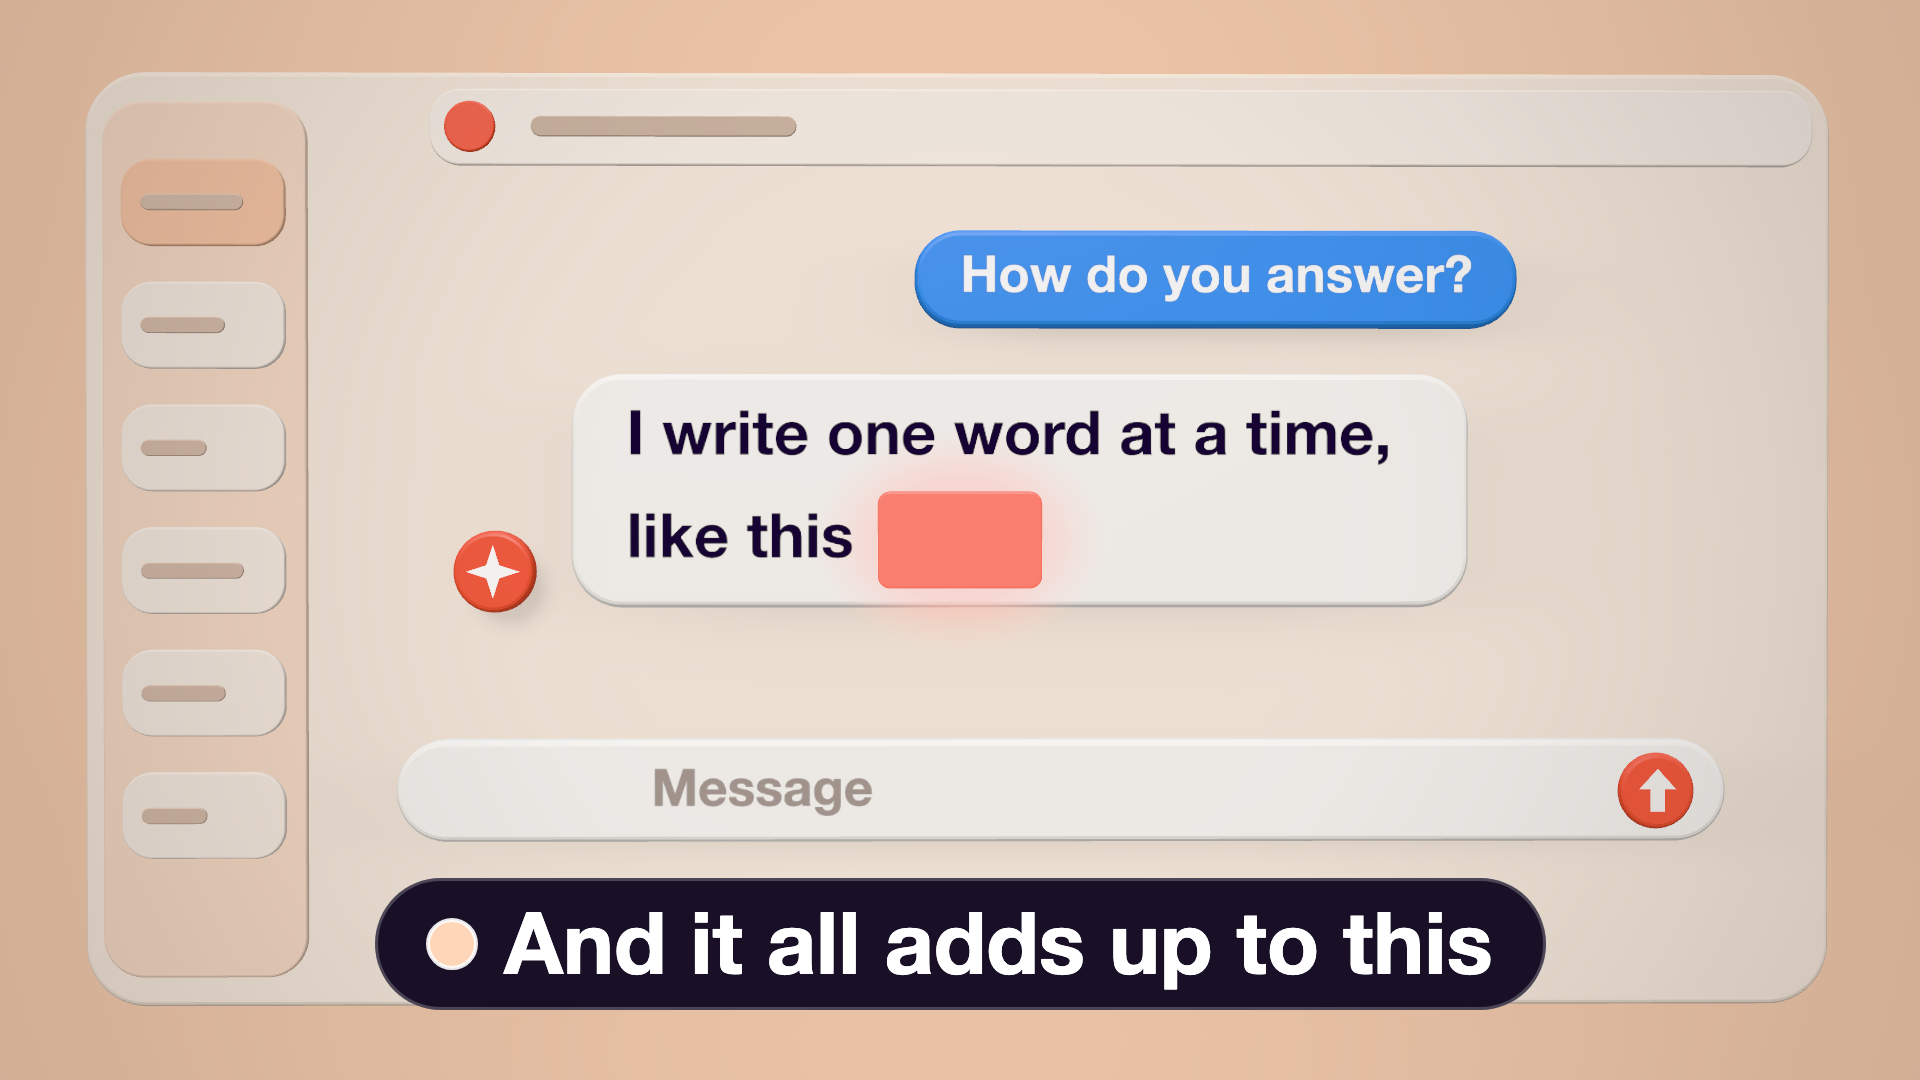 How do you answer?
I write one word at a time,
like this
Message
And it all adds up to this